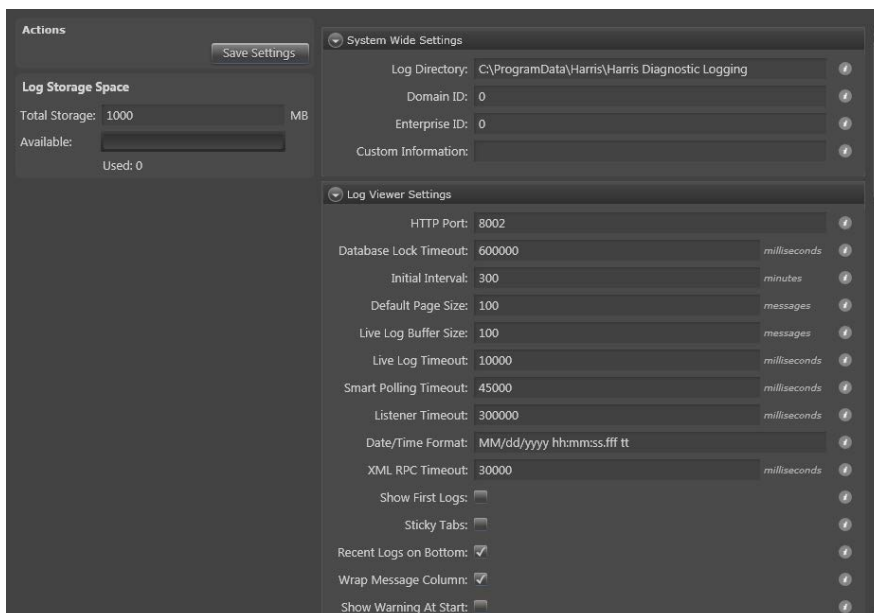 Actions
Save Settings
Log Storage Space
Total Storage: 1000 MB
Available:
Used: 0
System Wide Settings
Log Directory: C:\ProgramData\Harris\Harris Diagnostic Logging
Domain ID: 0
Enterprise ID: 0
Custom Information:
Log Viewer Settings
HTTP Port: 8002
Database Lock Timeout: 600000 milliseconds
Initial Interval: 300 minutes
Default Page Size: 100 messages
Live Log Buffer Size: 100 messages
Live Log Timeout: 10000 milliseconds
Smart Polling Timeout: 45000 milliseconds
Listener Timeout: 300000 milliseconds
Date/Time Format: MM/dd/yyyy hh:mm:ss.fff tt
XML RPC Timeout: 30000 milliseconds
Show First Logs:
Sticky Tabs:
Recent Logs on Bottom:
Wrap Message Column:
Show Warning At Start: